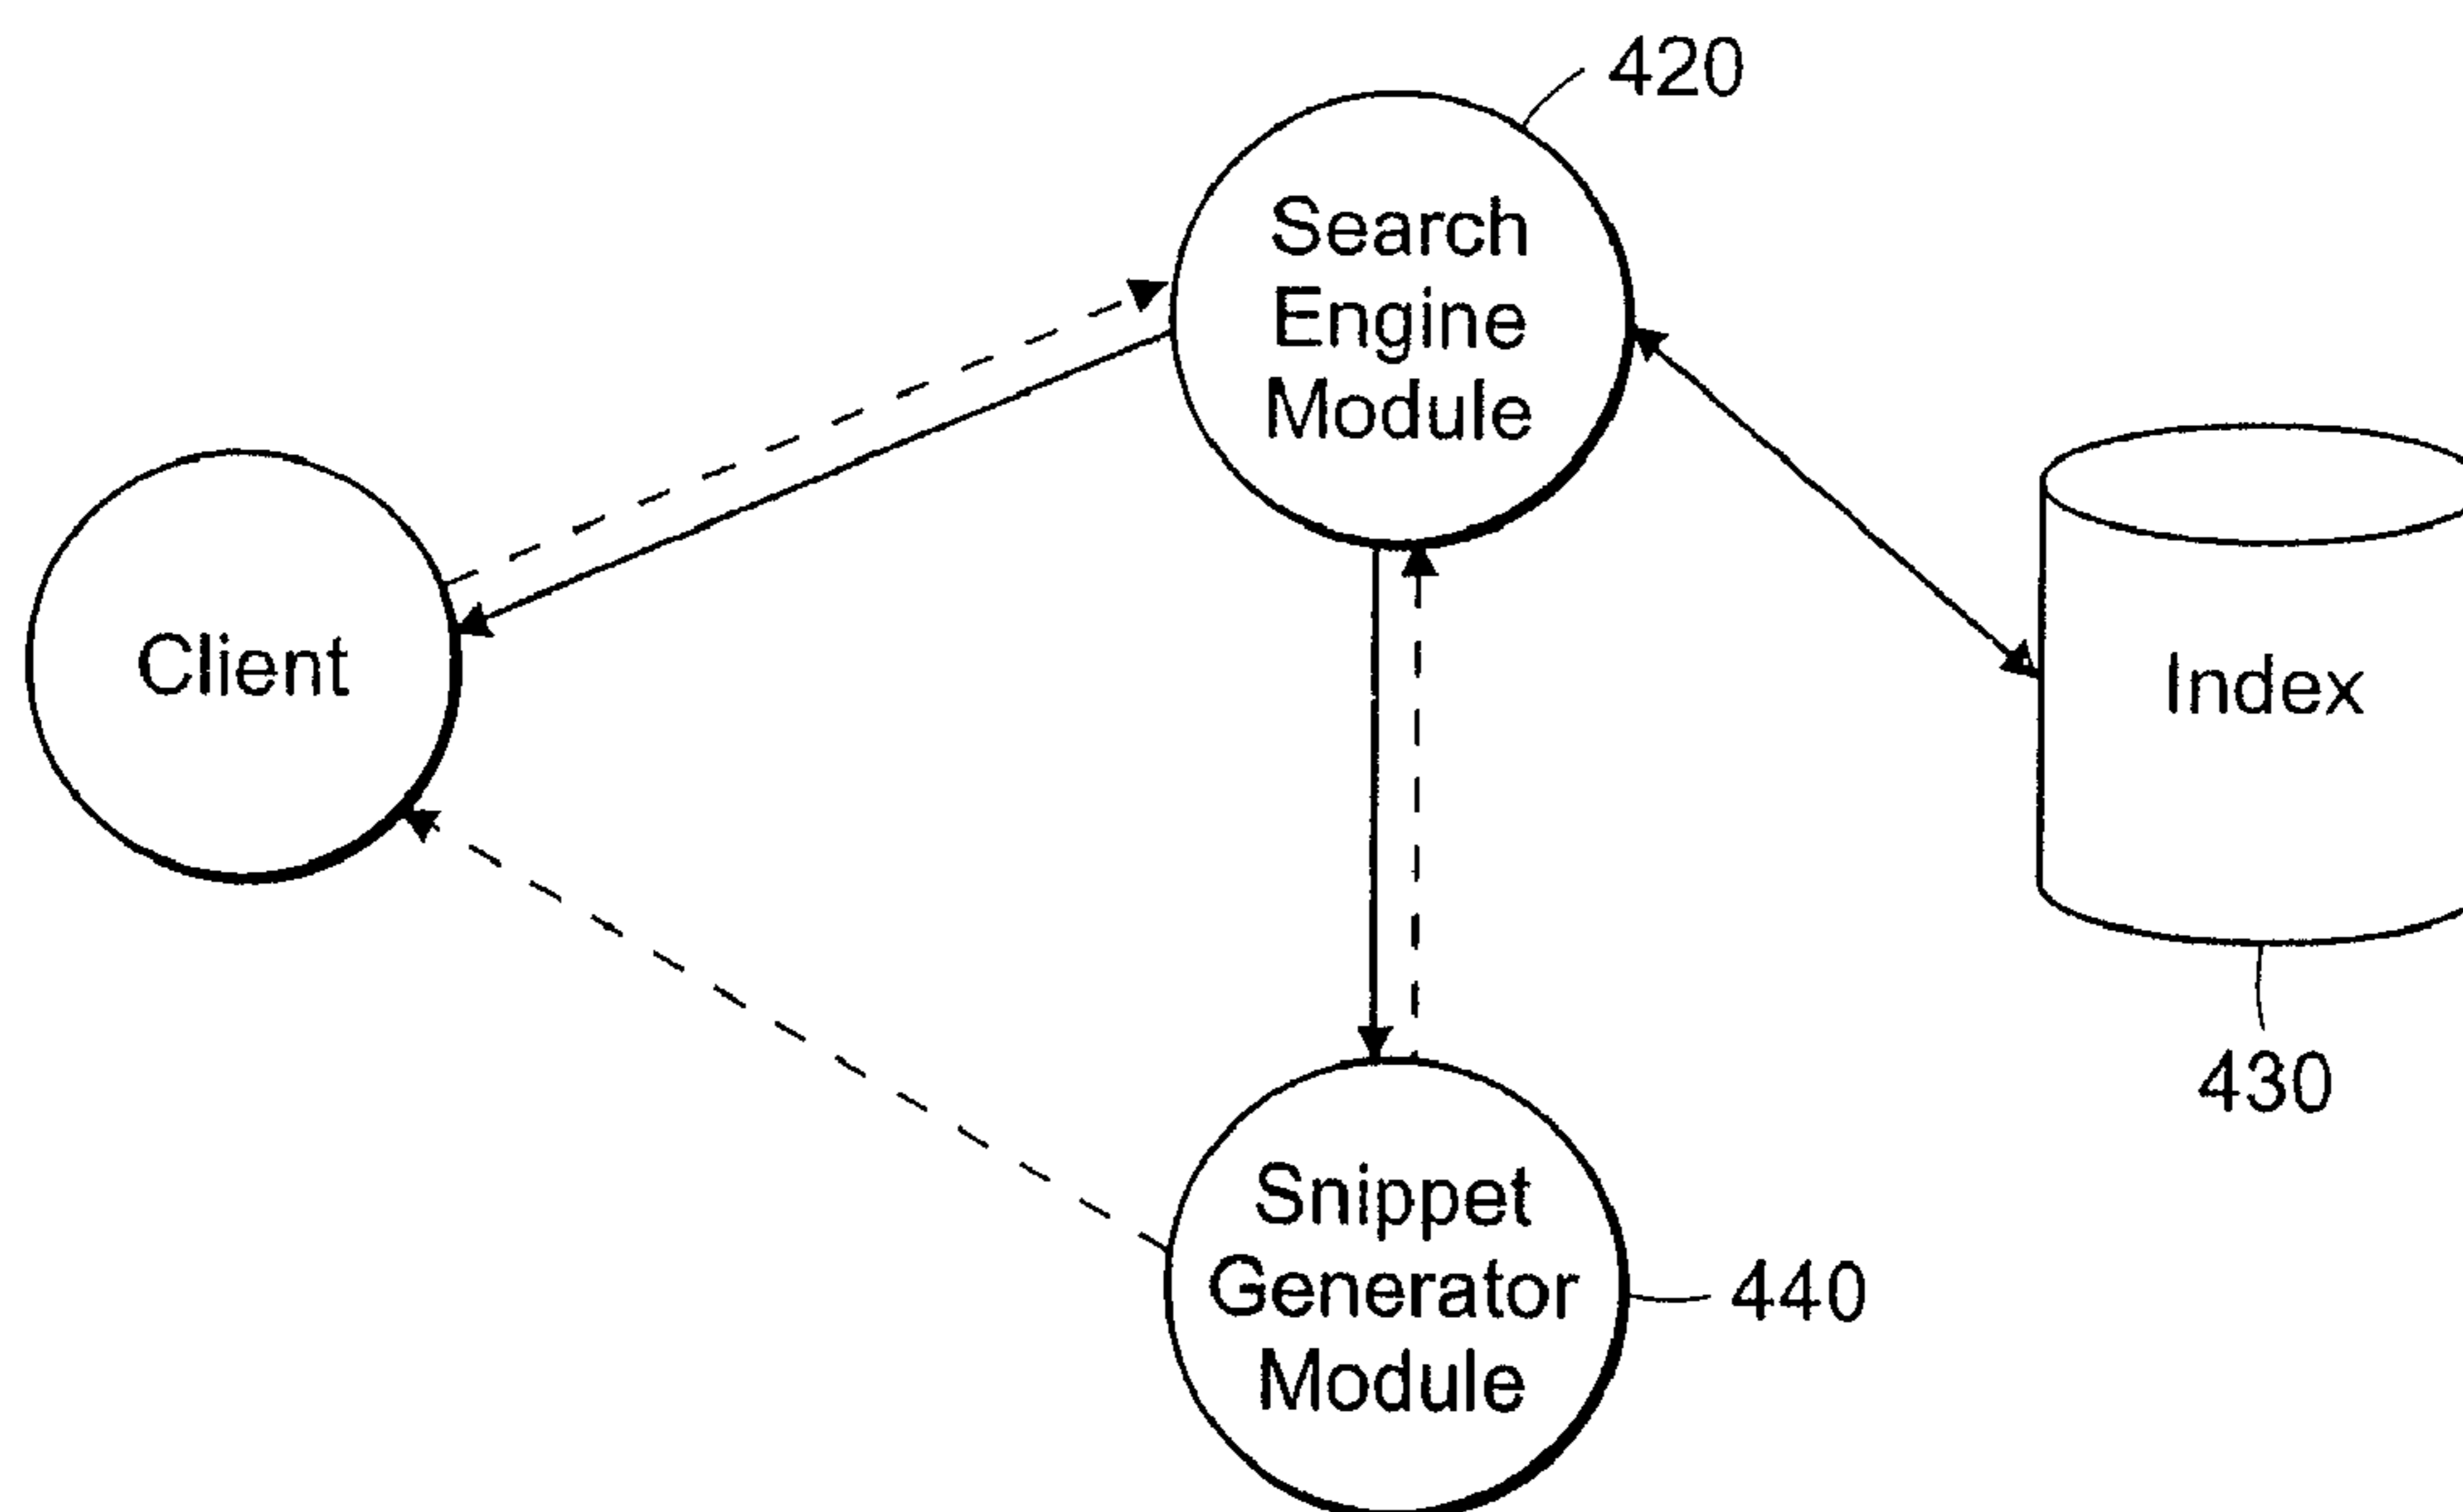 420
Search
Engine
Module
Client
Index
430
Snippet
Generator
Module
440